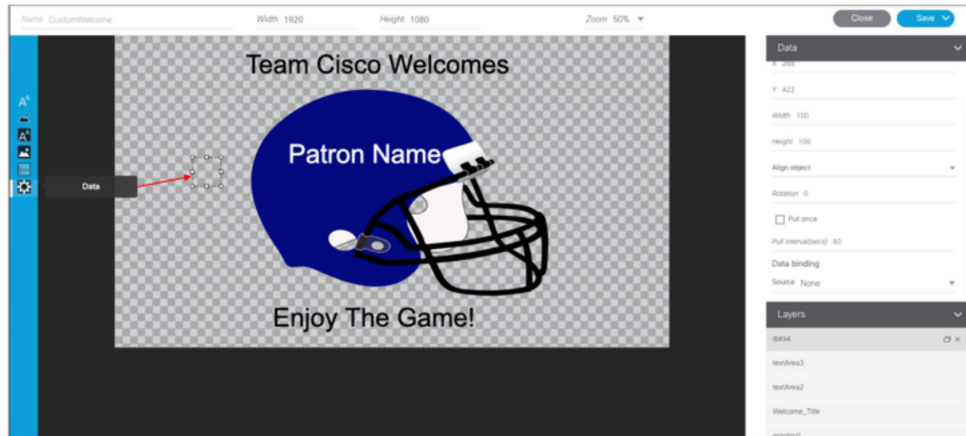 Name CustomWelcome Width 1920 Height 1080 Zoom 50% Close Save
Team Cisco Welcomes
Patron Name
Enjoy The Game!
Data
Data
X 268
Y 422
Width 100
Height 100
Align object
Rotation 0
Pull once
Pull Interval(secs) 60
Data binding
Source None
Layers
data4
textArea3
textArea2
Welcome_Title